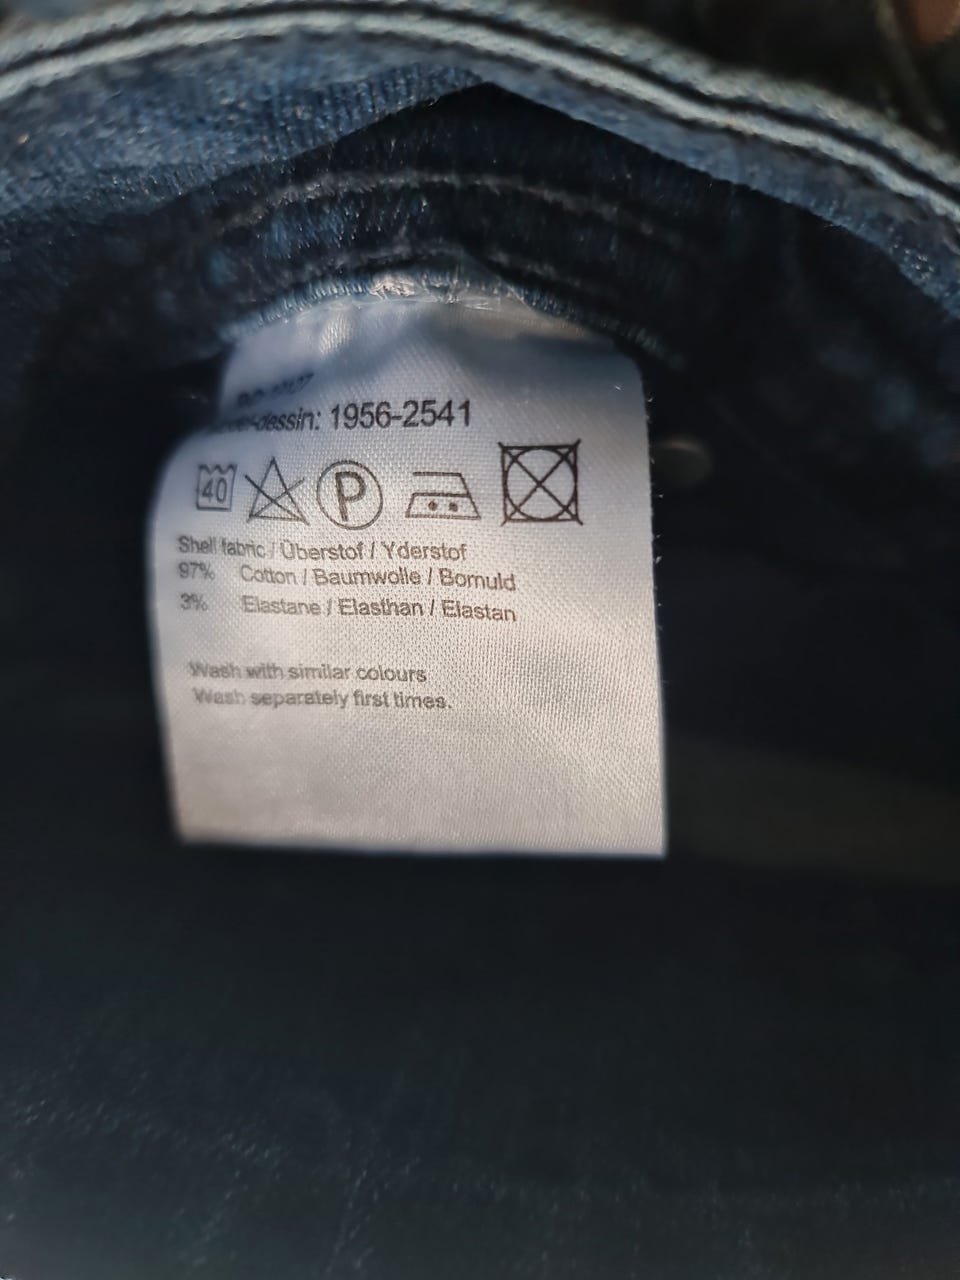 -dessin: 1956-2541
40 P
Shell fabric / Überstof / Yderstof
97% Cotton / Baumwolle / Bomuld
3% Elastane / Elasthan / Elastan
Wash with similar colours
Wash separately first times.